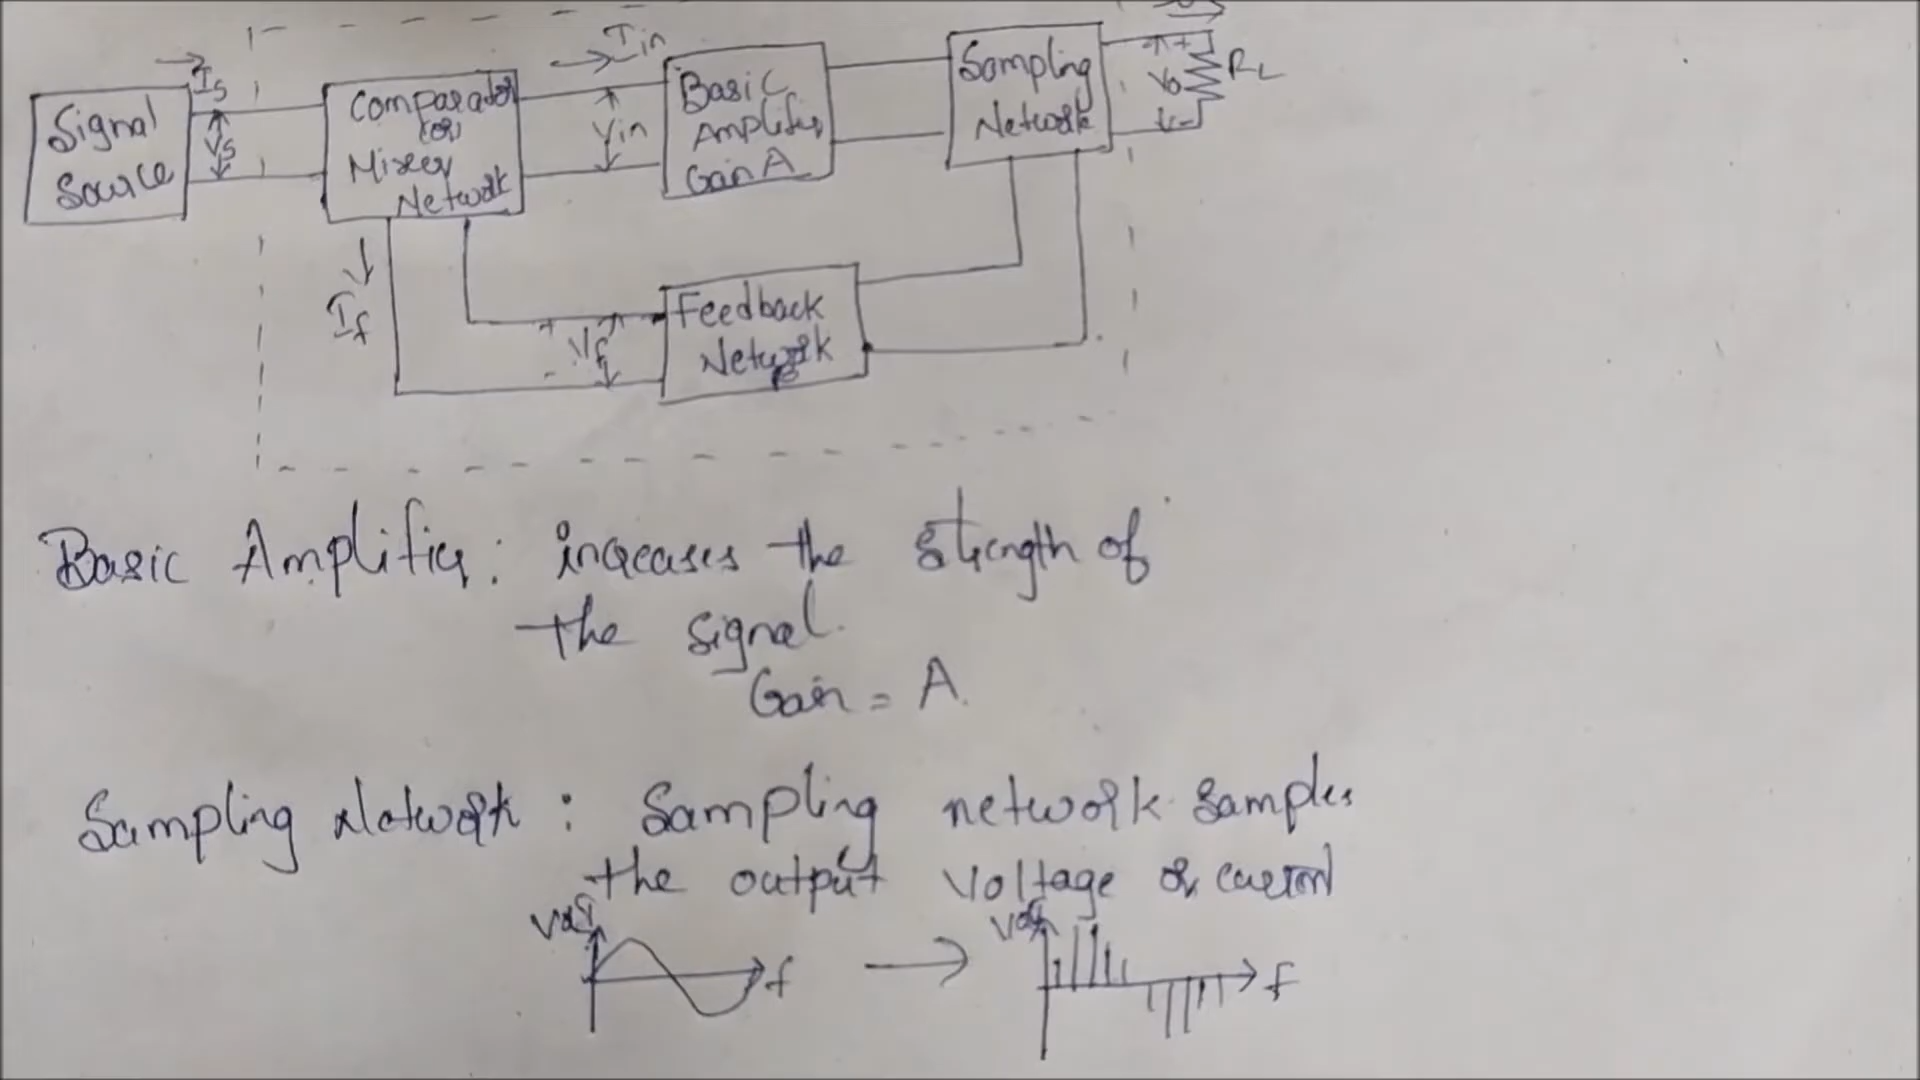 Signal
Source
Is
Vs
Comparator
(or)
Mixer
Network
Iin
Vin
Basic
Amplifier
Gain A
Sampling
Network
Vo
RL
+
-
If
+
Vf
-
Feedback
Network
β
Basic Amplifier: increases the strength of
the signal.
Gain = A.
Sampling Network: Sampling network samples
the output voltage or current
f
f